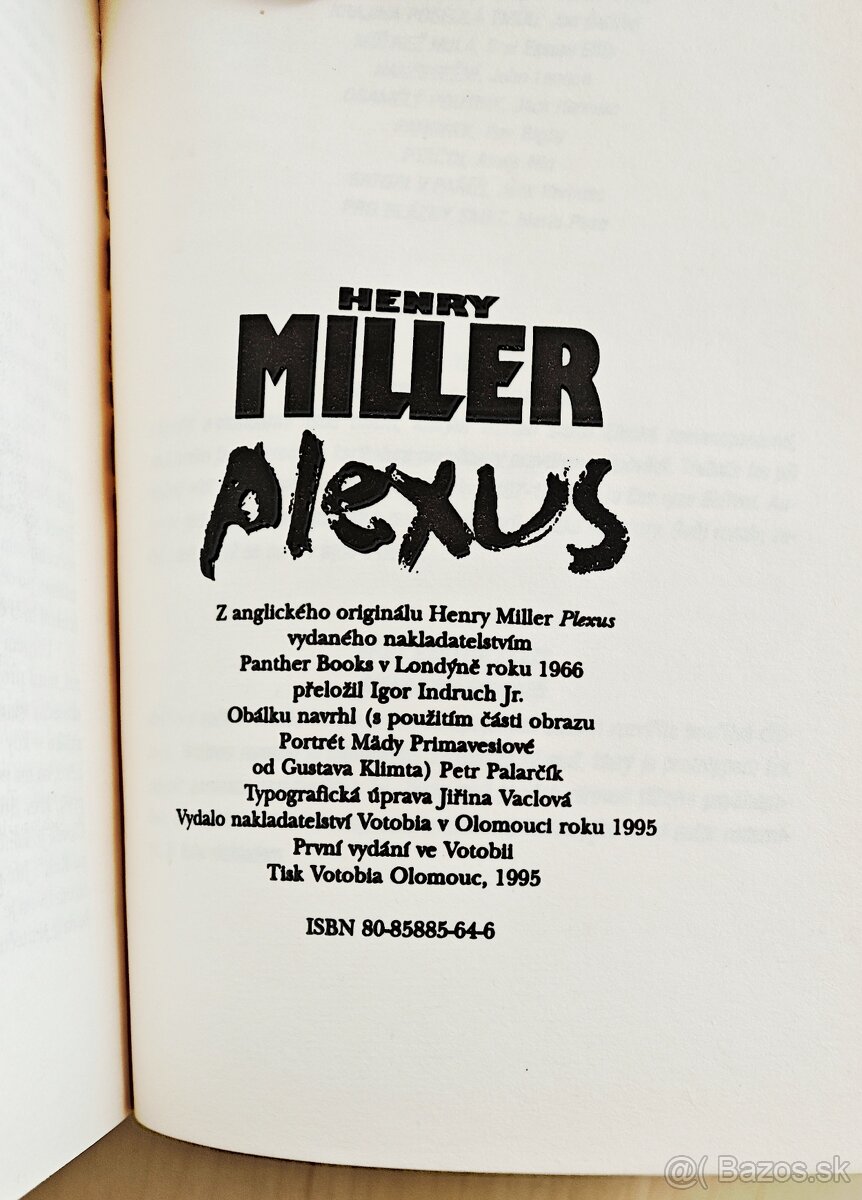 HENRY
MILLER
plexus
Z anglického originálu Henry Miller Plexus
vydaného nakladatelstvím
Panther Books v Londýně roku 1966
přeložil Igor Indruch Jr.
Obálku navrhl (s použitím části obrazu
Portrét Mädy Primavesiové
od Gustava Klimta) Petr Palarčík
Typografická úprava Jiřina Vaclová
Vydalo nakladatelství Votobia v Olomouci roku 1995
První vydání ve Votobii
Tisk Votobia Olomouc, 1995
ISBN 80-85885-64-6
@( Bazos.sk